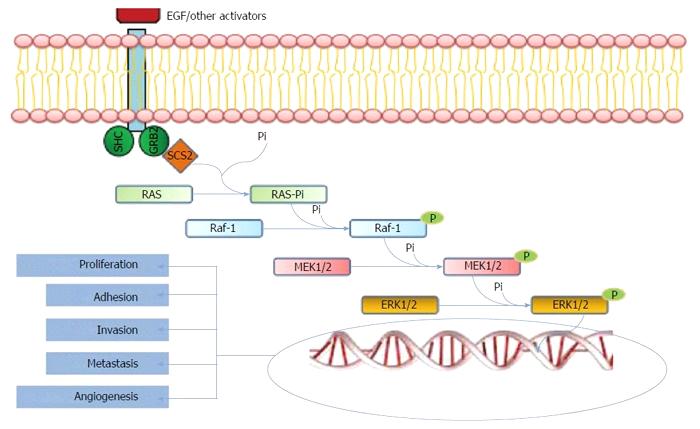 EGF/other activators
SHC
GRB2
SCS2
Pi
RAS
RAS-Pi
Pi
Raf-1
Raf-1
P
Pi
MEK1/2
MEK1/2
P
Pi
ERK1/2
ERK1/2
P
Proliferation
Adhesion
Invasion
Metastasis
Angiogenesis